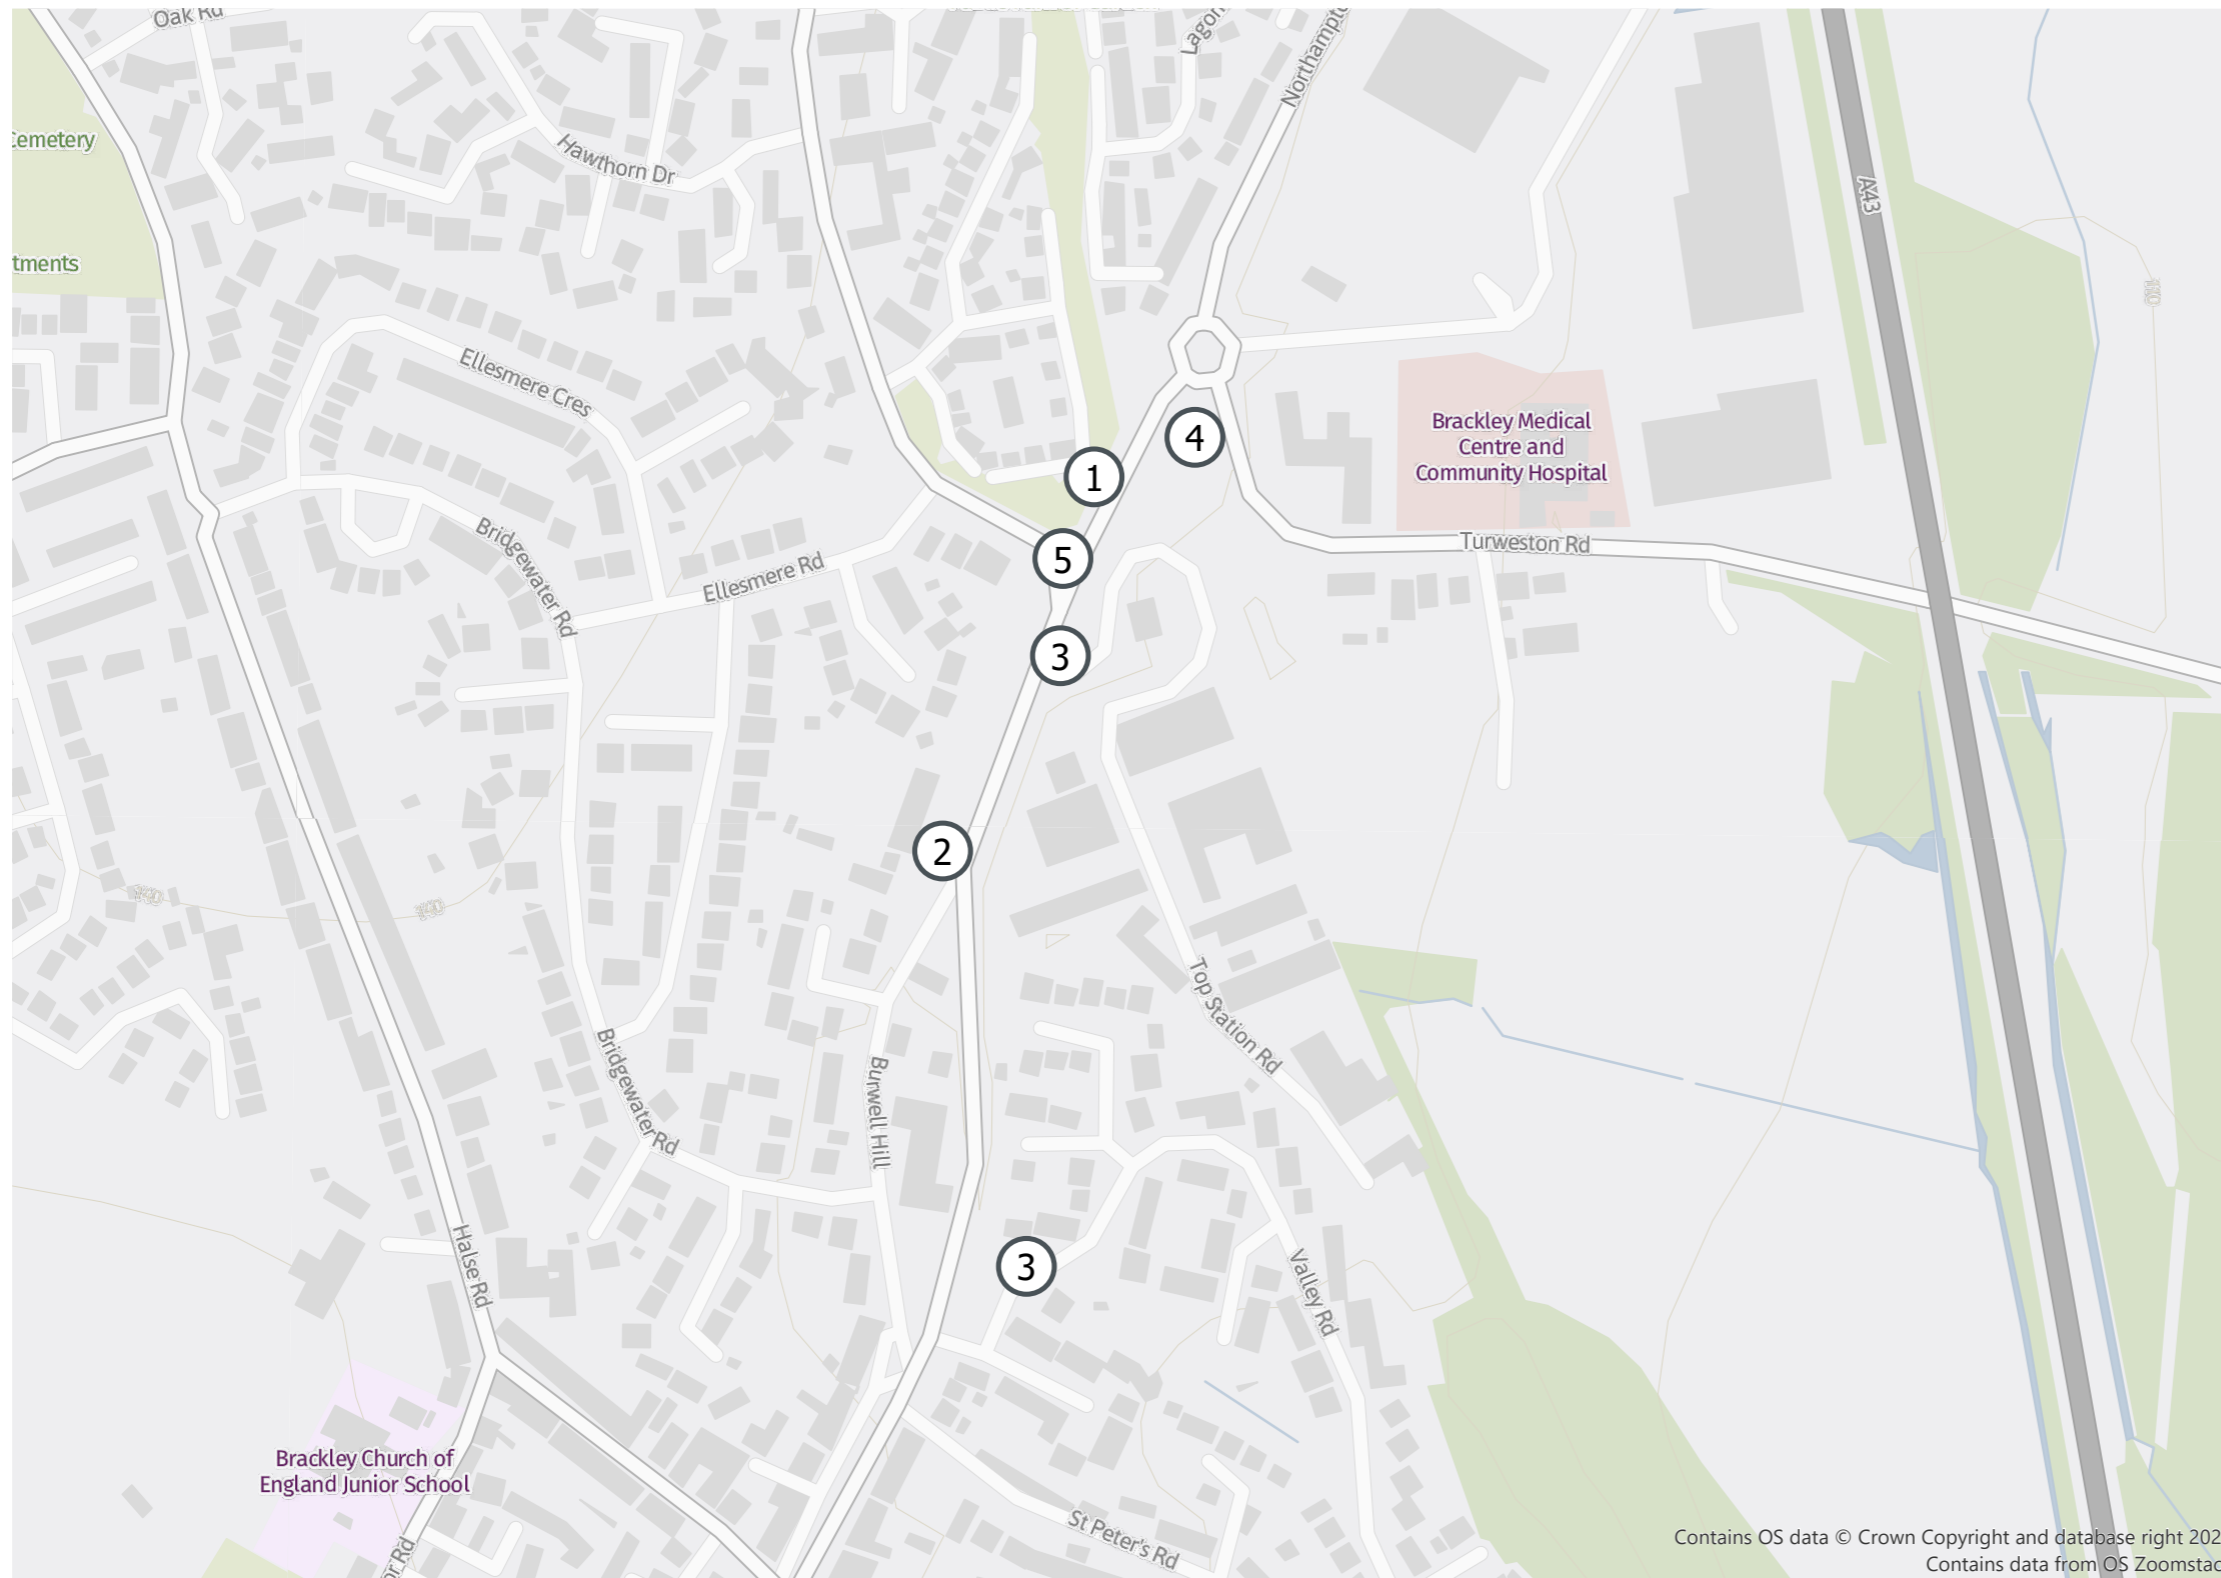 Oak Rd
Lagon
Northampto
Cemetery
Hawthorn Dr
A43
tments
Ellesmere Cres
Brackley Medical
Centre and
Community Hospital
4
1
Bridgewater Rd
Turweston Rd
5
Ellesmere Rd
3
2
Top Station Rd
Bridgewater Rd
Burwell Hill
Halse Rd
3
Valley Rd
Brackley Church of
England Junior School
St Peter's Rd
or Rd
Contains OS data © Crown Copyright and database right 202
Contains data from OS Zoomstac